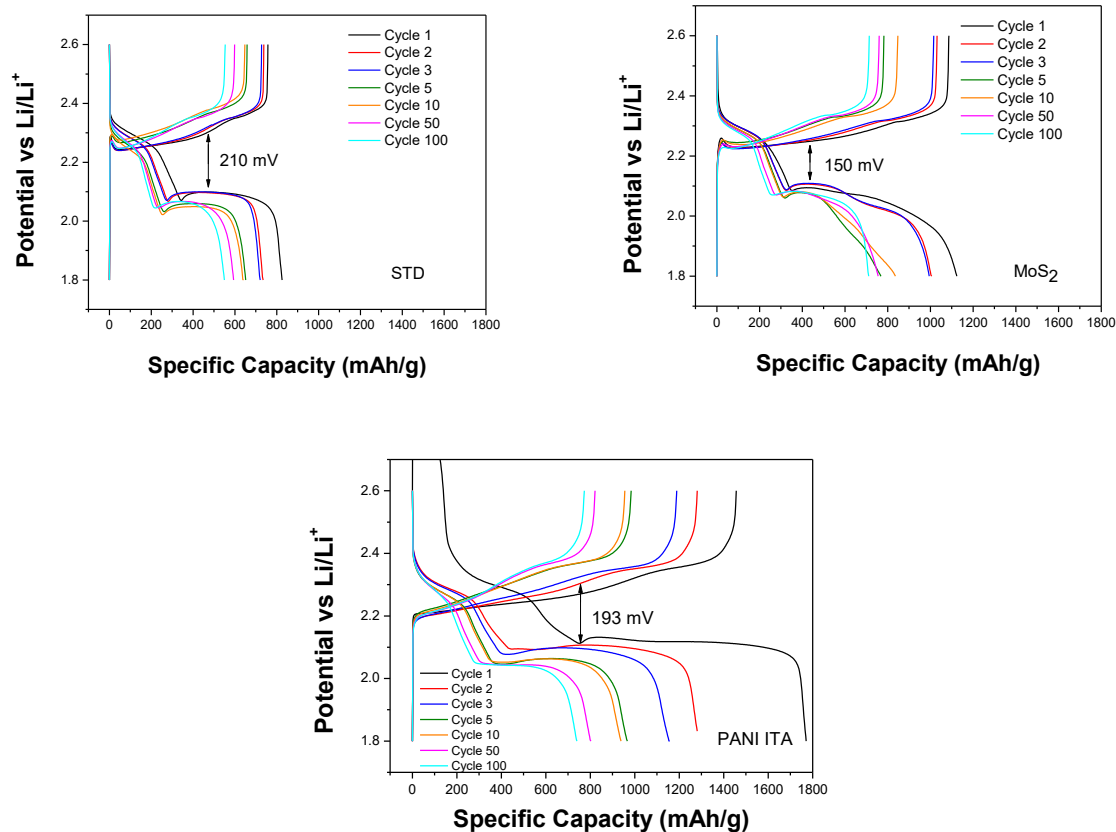 Potential vs Li/Li⁺
2.6
2.4
2.2
2.0
1.8
Cycle 1
Cycle 2
Cycle 3
Cycle 5
Cycle 10
Cycle 50
Cycle 100
210 mV
STD
0 200 400 600 800 1000 1200 1400 1600 1800
Specific Capacity (mAh/g)
Potential vs Li/Li⁺
2.6
2.4
2.2
2.0
1.8
Cycle 1
Cycle 2
Cycle 3
Cycle 5
Cycle 10
Cycle 50
Cycle 100
150 mV
MoS₂
0 200 400 600 800 1000 1200 1400 1600 1800
Specific Capacity (mAh/g)
Potential vs Li/Li⁺
2.6
2.4
2.2
2.0
1.8
193 mV
Cycle 1
Cycle 2
Cycle 3
Cycle 5
Cycle 10
Cycle 50
Cycle 100
PANI ITA
0 200 400 600 800 1000 1200 1400 1600 1800
Specific Capacity (mAh/g)